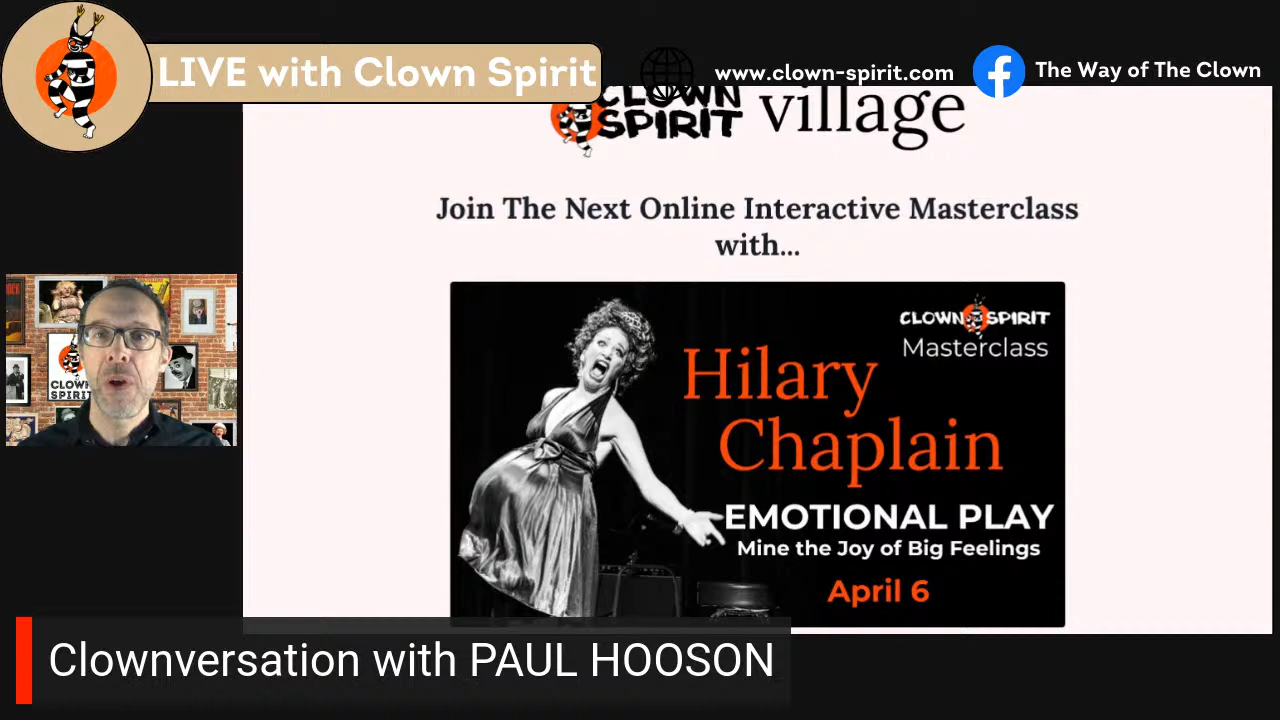 LIVE with Clown Spirit
www.clown-spirit.com
The Way of The Clown
CLOWN
SPIRIT village
Join The Next Online Interactive Masterclass
with...
CLOWN SPIRIT
Masterclass
Hilary
Chaplain
EMOTIONAL PLAY
Mine the Joy of Big Feelings
April 6
CLOWN
SPIRIT
Clownversation with PAUL HOOSON